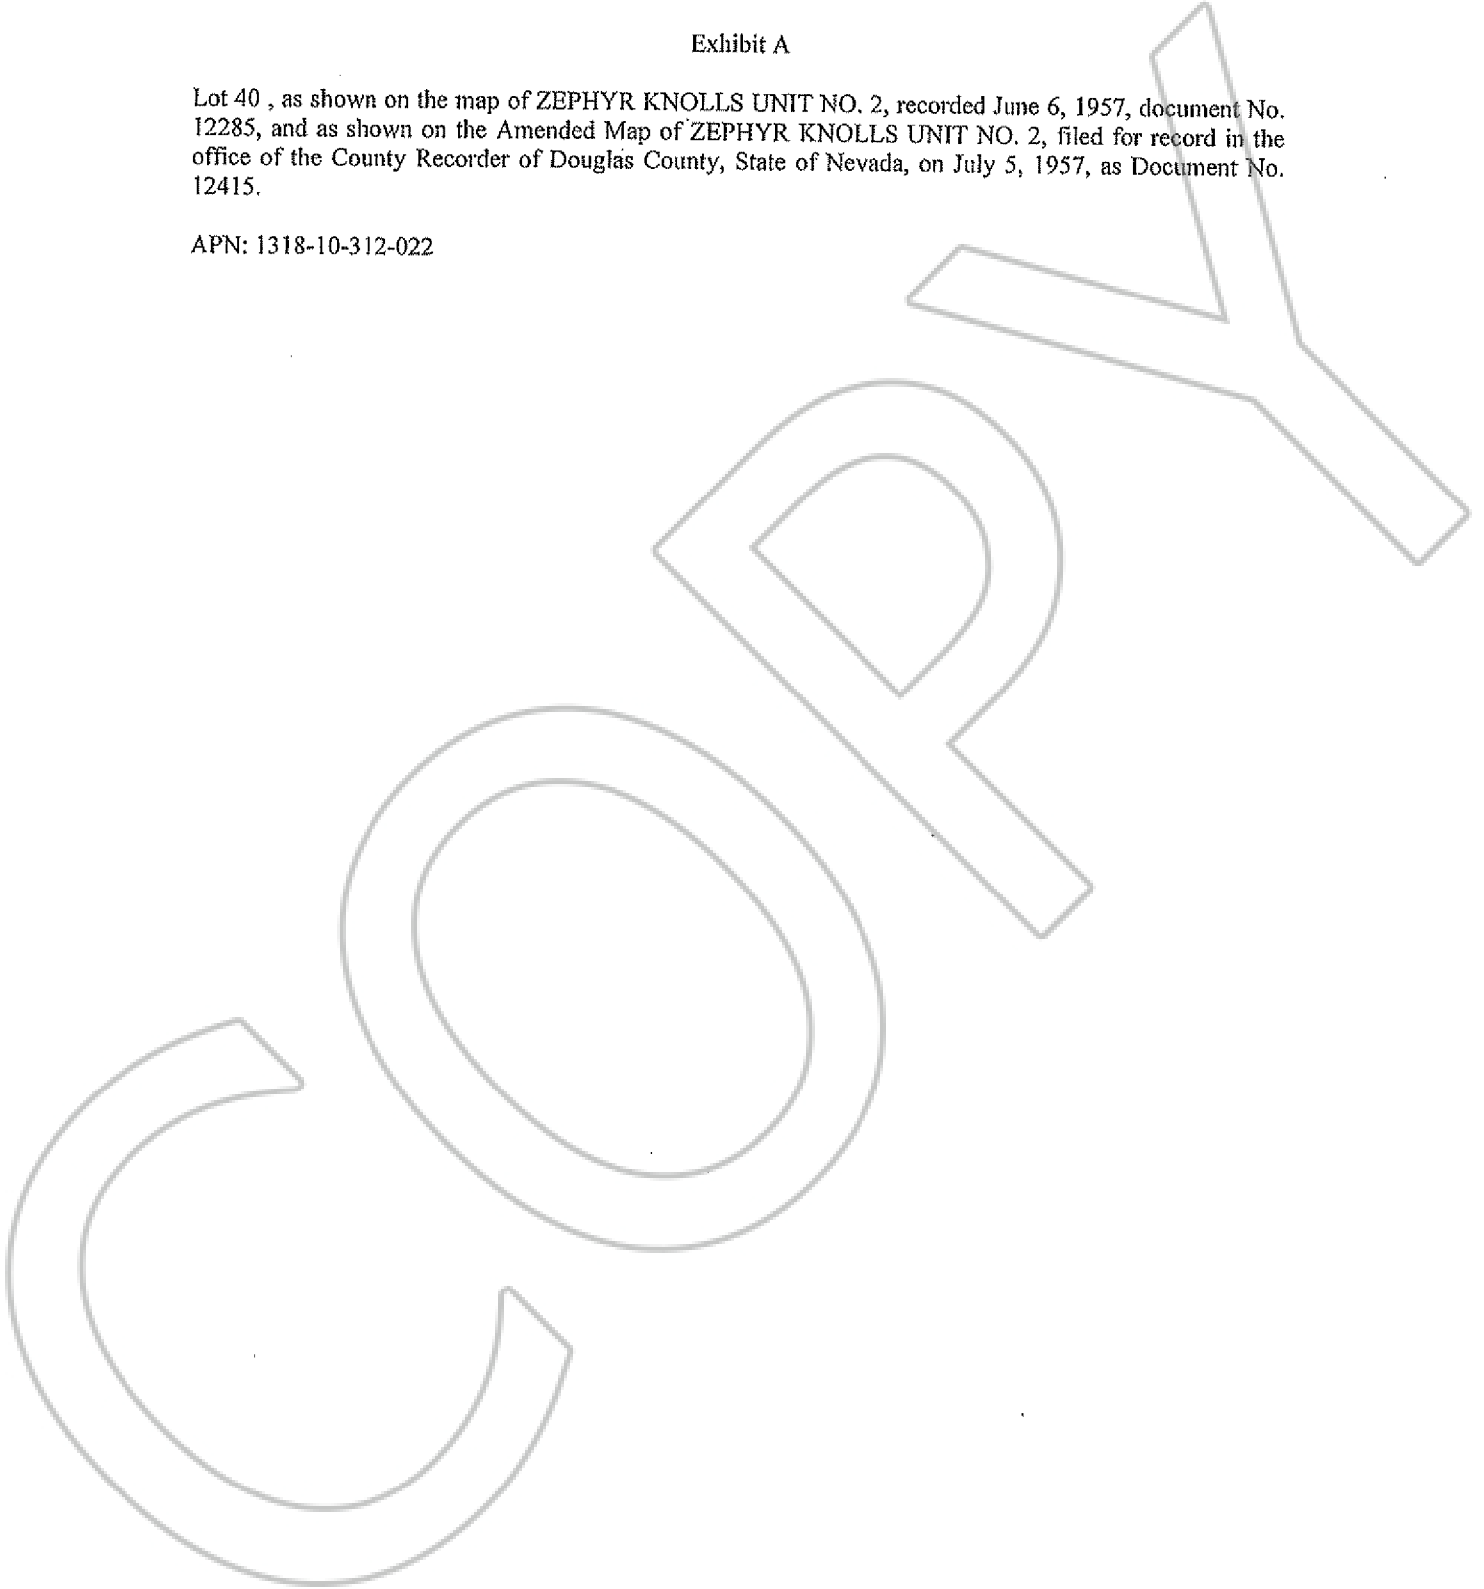 Exhibit A
Lot 40 , as shown on the map of ZEPHYR KNOLLS UNIT NO. 2, recorded June 6, 1957, document No.
12285, and as shown on the Amended Map of ZEPHYR KNOLLS UNIT NO. 2, filed for record in the
office of the County Recorder of Douglas County, State of Nevada, on July 5, 1957, as Document No.
12415.
APN: 1318-10-312-022
COPY